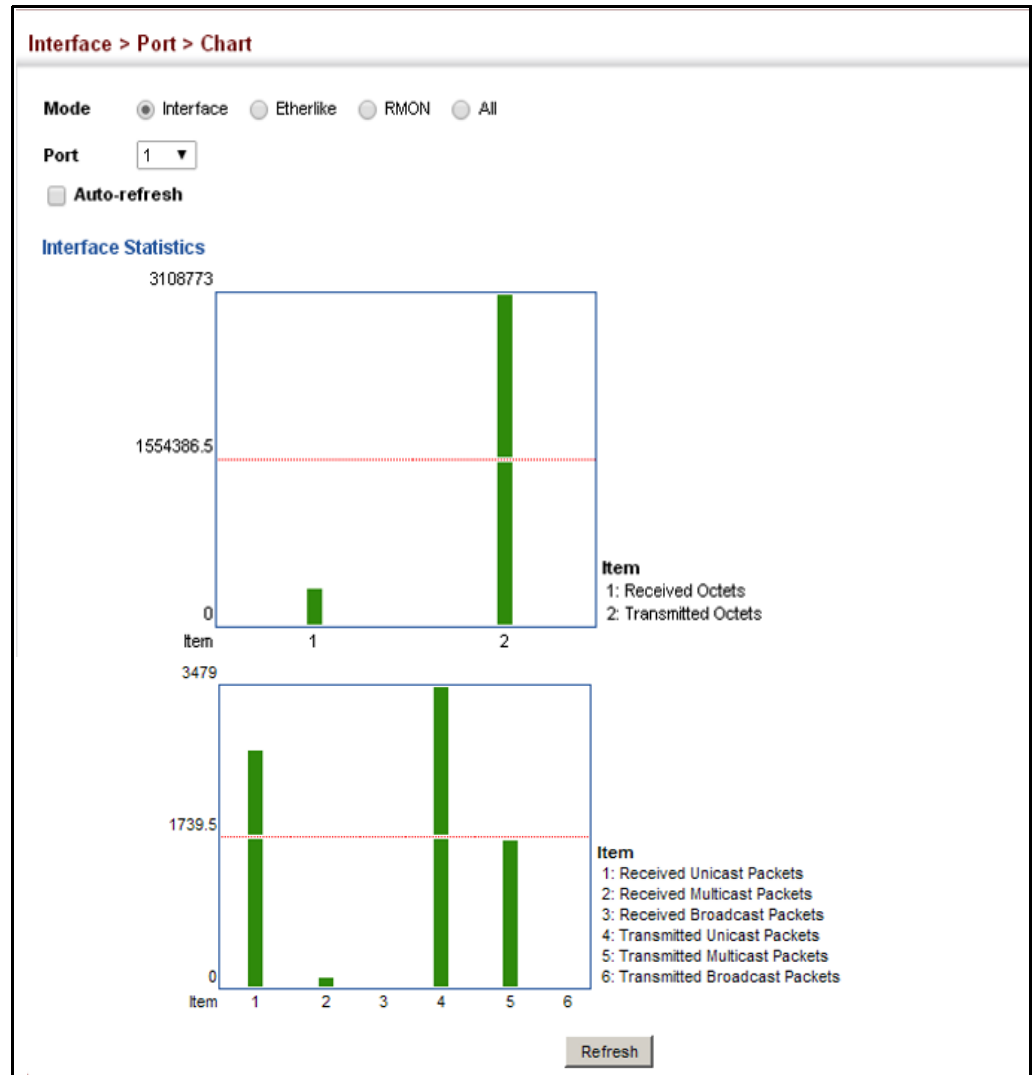 Interface > Port > Chart
Mode Interface Etherlike RMON All
Port 1
Auto-refresh
Interface Statistics
3108773
1554386.5
0
Item 1 2
Item
1: Received Octets
2: Transmitted Octets
3479
1739.5
0
Item 1 2 3 4 5 6
Item
1: Received Unicast Packets
2: Received Multicast Packets
3: Received Broadcast Packets
4: Transmitted Unicast Packets
5: Transmitted Multicast Packets
6: Transmitted Broadcast Packets
Refresh